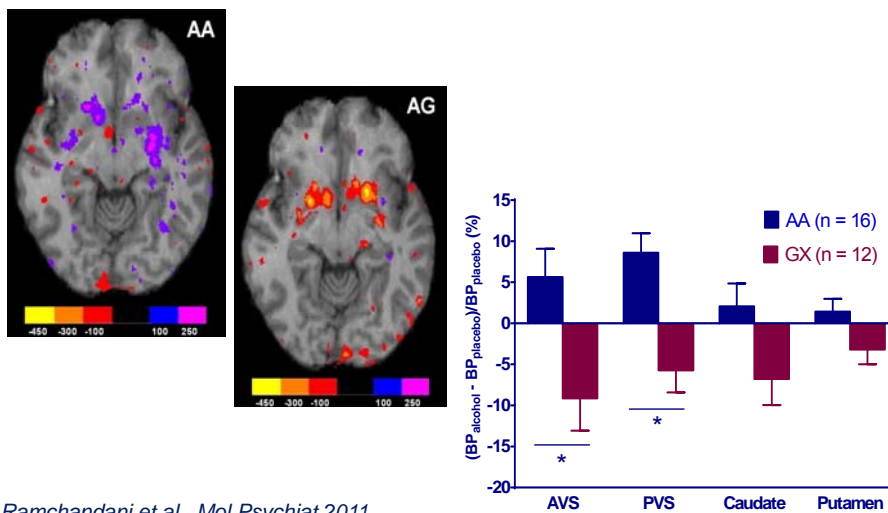 AA
-450 -300 -100 100 250
AG
-450 -300 -100 100 250
(BPalcohol - BPplacebo)/BPplacebo (%)
15
10
5
0
-5
-10
-15
-20
AA (n = 16)
GX (n = 12)
*
*
AVS PVS Caudate Putamen
Ramchandani et al., Mol Psychiat 2011